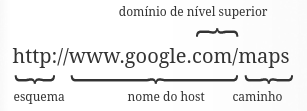 domínio de nível superior
http://www.google.com/maps
esquema nome do host caminho